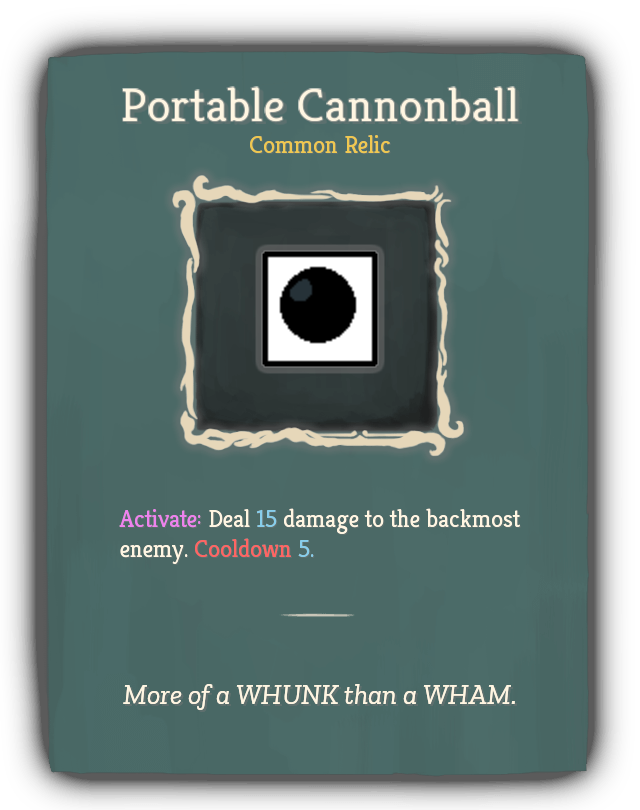 Portable Cannonball
Common Relic
Activate: Deal 15 damage to the backmost
enemy. Cooldown 5.
More of a WHUNK than a WHAM.